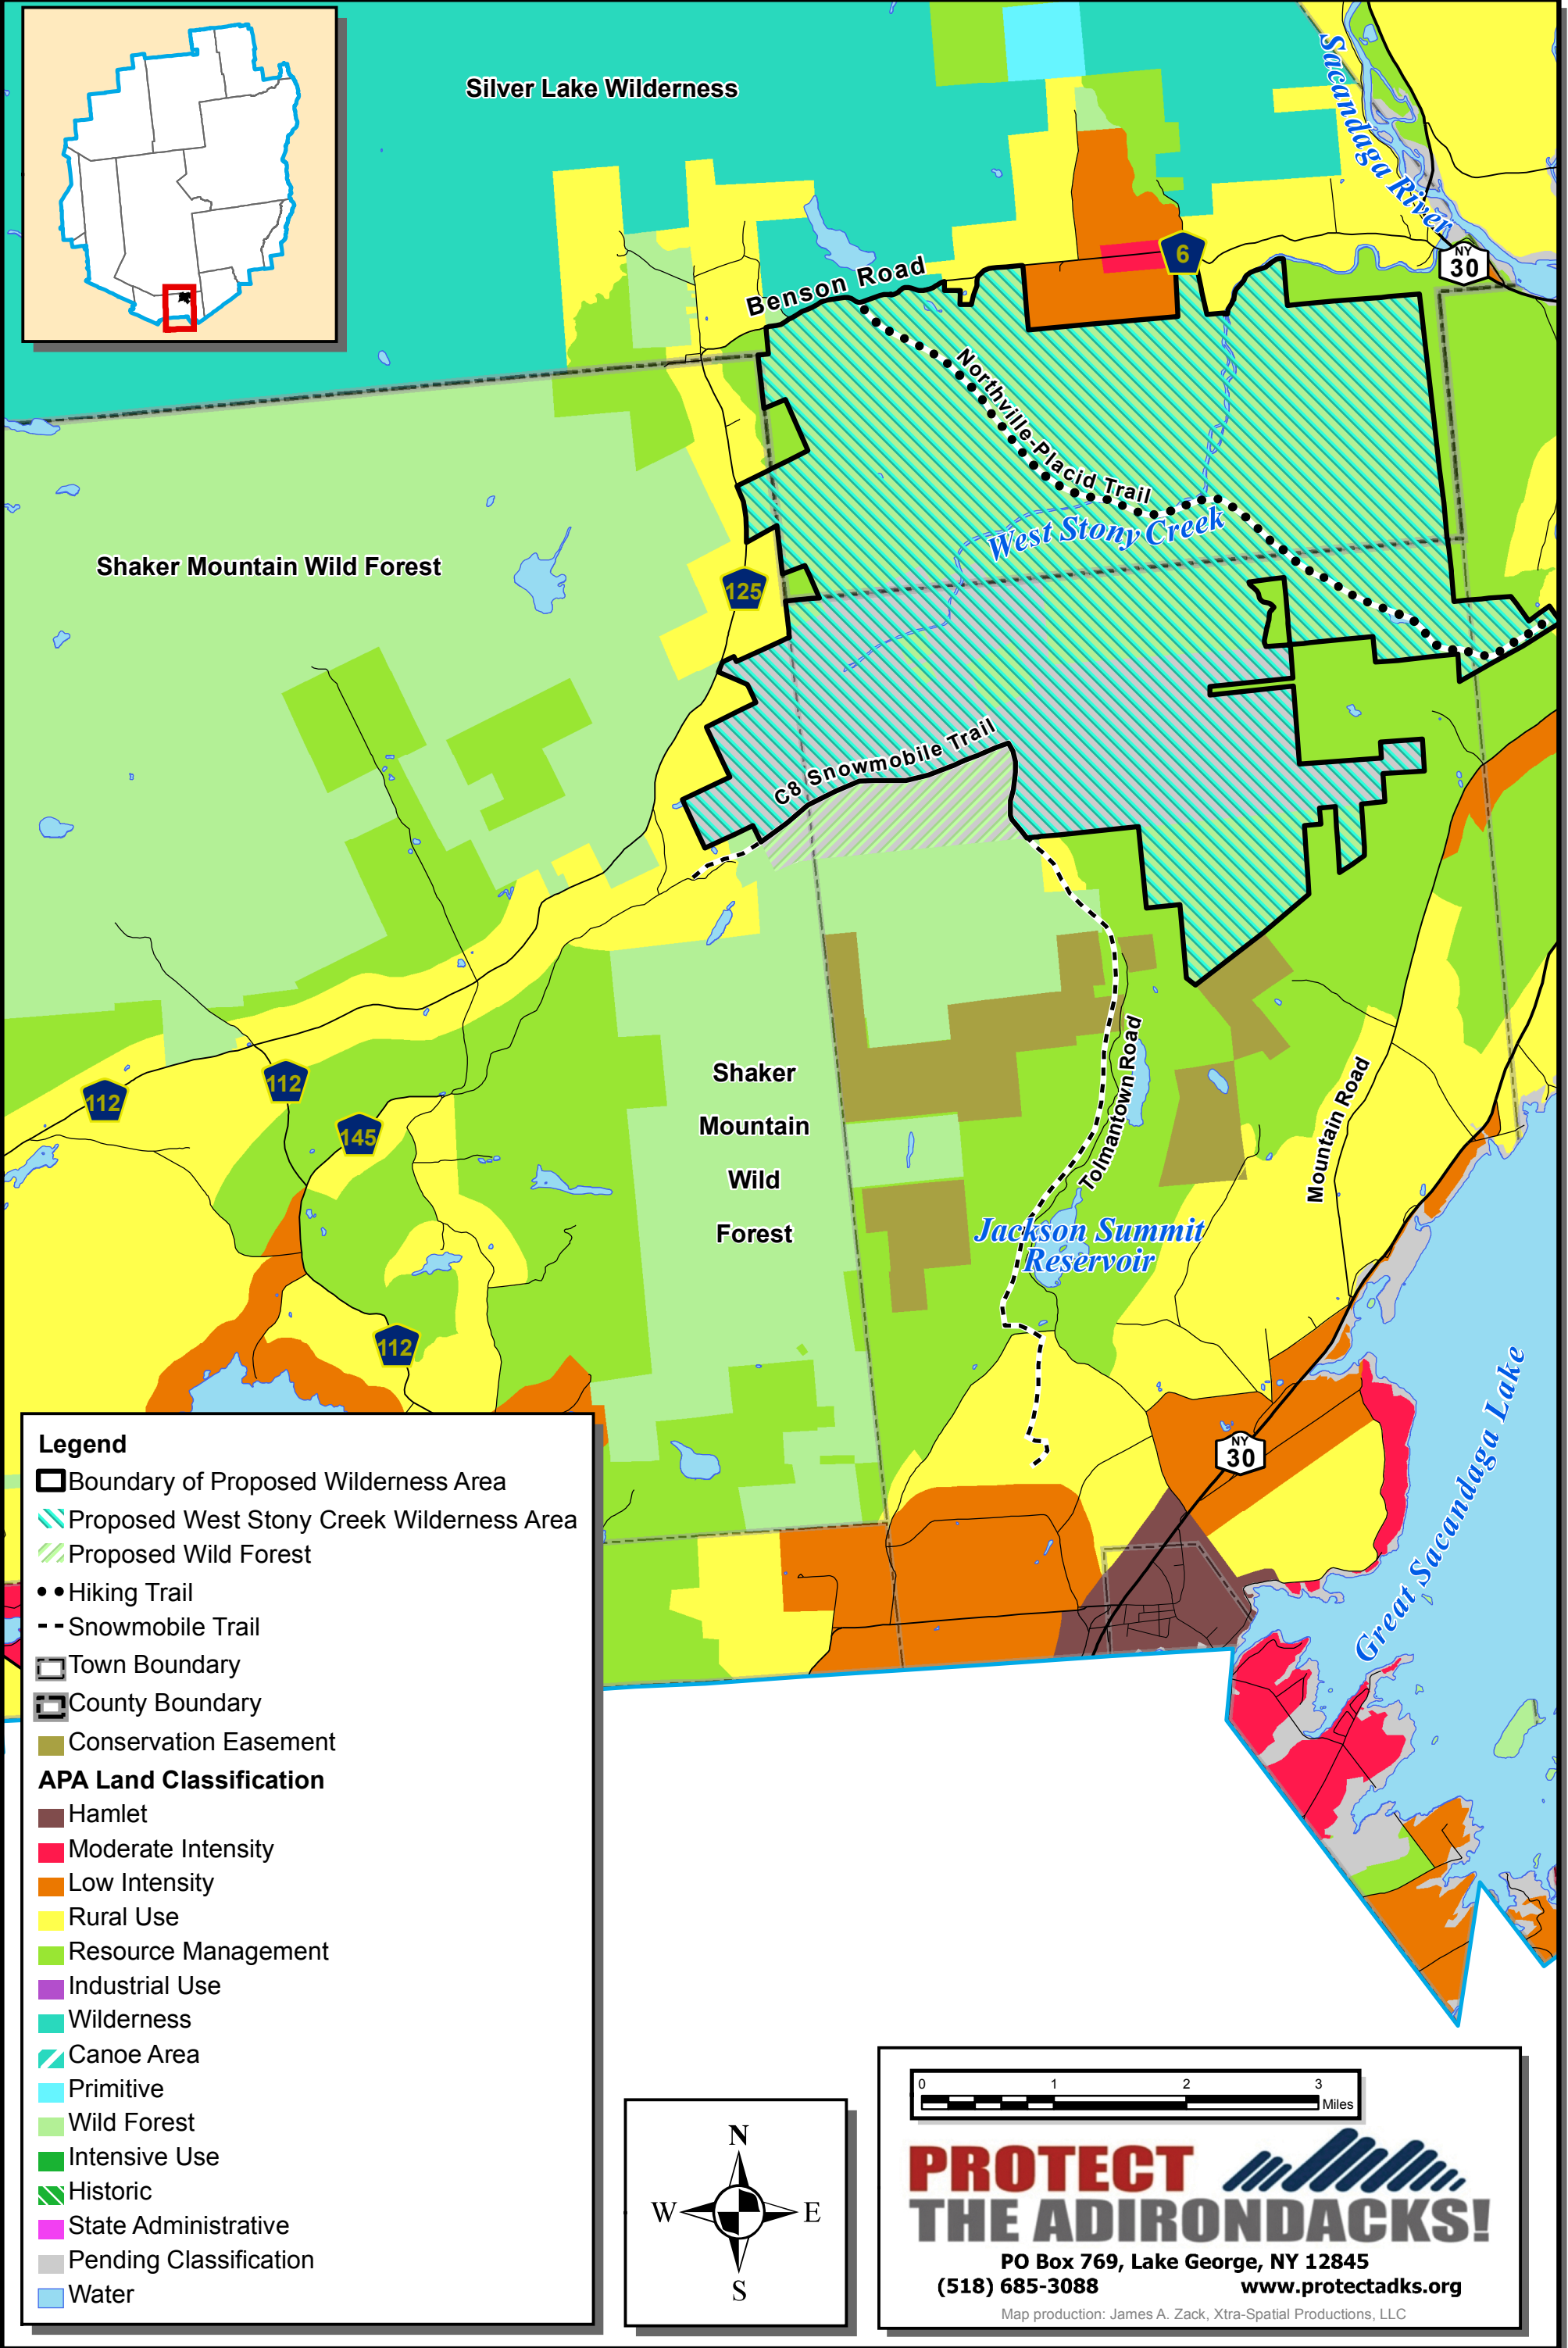 Silver Lake Wilderness
Sacandaga River
NY
30
6
Benson Road
Northville-Placid Trail
West Stony Creek
Shaker Mountain Wild Forest
125
C8 Snowmobile Trail
112
112
145
112
Shaker
Mountain
Wild
Forest
Tolmantown Road
Mountain Road
Jackson Summit
Reservoir
NY
30
Great Sacandaga Lake
Legend
Boundary of Proposed Wilderness Area
Proposed West Stony Creek Wilderness Area
Proposed Wild Forest
Hiking Trail
Snowmobile Trail
Town Boundary
County Boundary
Conservation Easement
APA Land Classification
Hamlet
Moderate Intensity
Low Intensity
Rural Use
Resource Management
Industrial Use
Wilderness
Canoe Area
Primitive
Wild Forest
Intensive Use
Historic
State Administrative
Pending Classification
Water
N
W E
S
0 1 2 3
Miles
PROTECT
THE ADIRONDACKS!
PO Box 769, Lake George, NY 12845
(518) 685-3088 www.protectadks.org
Map production: James A. Zack, Xtra-Spatial Productions, LLC